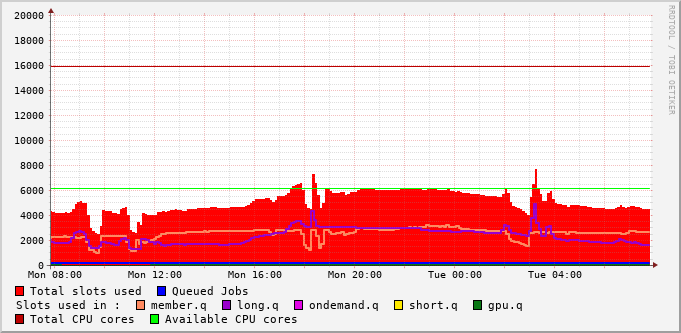 20000
18000
16000
14000
12000
10000
8000
6000
4000
2000
0
Mon 08:00 Mon 12:00 Mon 16:00 Mon 20:00 Tue 00:00 Tue 04:00
Total slots used Queued Jobs
Slots used in : member.q long.q ondemand.q short.q gpu.q
Total CPU cores Available CPU cores
RRDTOOL / TOBI OETIKER